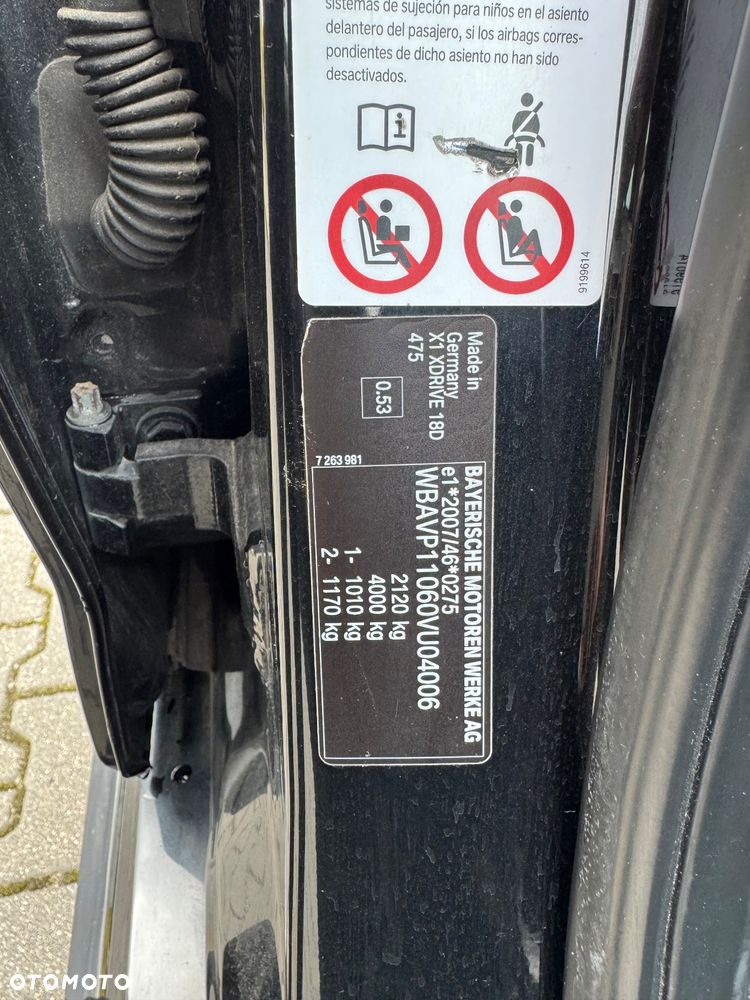 sistemas de sujeción para niños en el asiento
delantero del pasajero, si los airbags corres-
pondientes de dicho asiento no han sido
desactivados.
9199614
Made in
Germany
X1 XDRIVE 18D
475
0.53
7 263 981
BAYERISCHE MOTOREN WERKE AG
e1*2007/46*0275
WBAVP11060VU04006
2120 kg
4000 kg
1- 1010 kg
2- 1170 kg
OTOMOTO